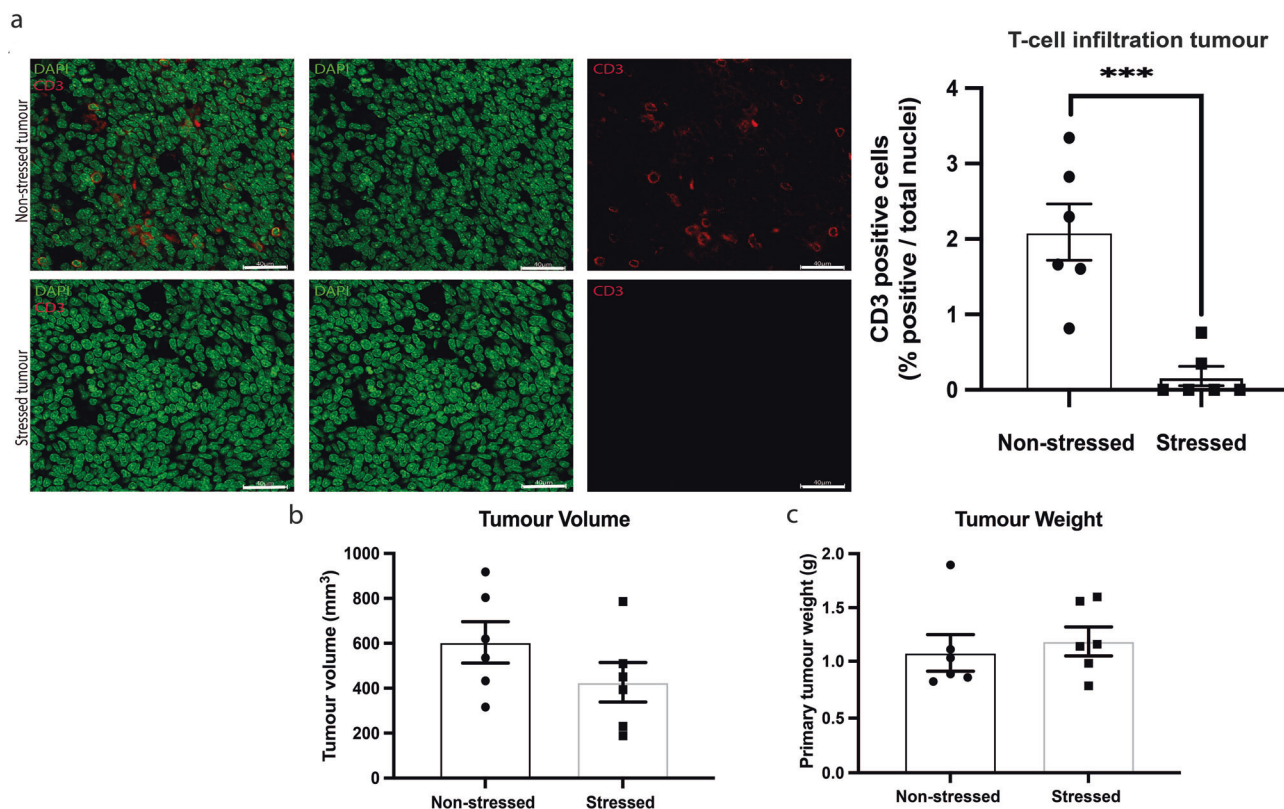 a
Non-stressed tumour
DAPI
CD3
40µm
DAPI
40µm
CD3
40µm
Stressed tumour
DAPI
CD3
40µm
DAPI
40µm
CD3
40µm
T-cell infiltration tumour
***
CD3 positive cells
(% positive / total nuclei)
4
3
2
1
0
Non-stressed
Stressed
b
Tumour Volume
Tumour volume (mm³)
1000
800
600
400
200
0
Non-stressed
Stressed
c
Tumour Weight
Primary tumour weight (g)
2.0
1.5
1.0
0.5
0.0
Non-stressed
Stressed